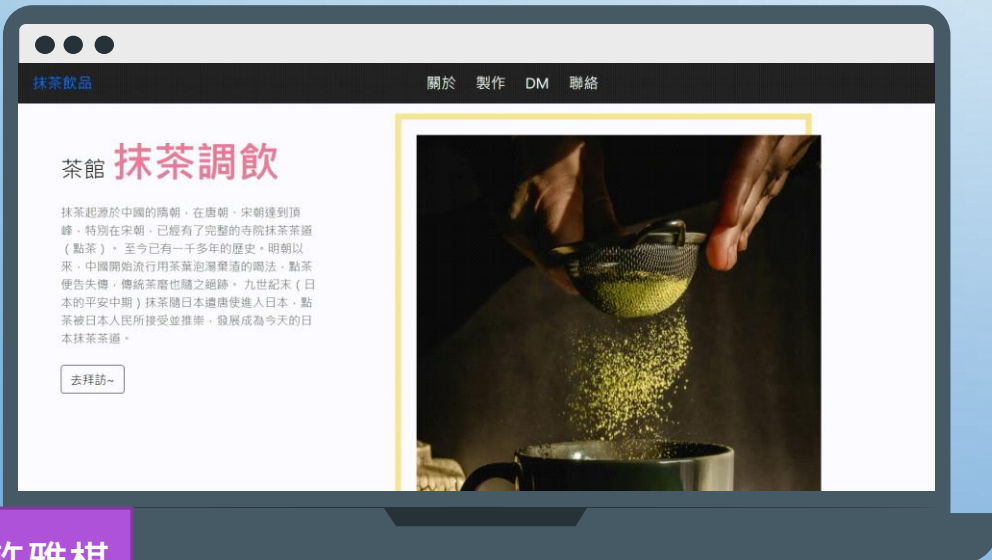 抹茶飲品
關於 製作 DM 聯絡
茶館 抹茶調飲
抹茶起源於中國的隋朝，在唐朝、宋朝達到頂
峰，特別在宋朝，已經有了完整的寺院抹茶茶道
（點茶）。至今已有一千多年的歷史。明朝以
來，中國開始流行用茶葉泡湯棄渣的喝法，點茶
便告失傳，傳統茶磨也隨之絕跡。 九世紀末（日
本的平安中期）抹茶隨日本遣唐使進入日本，點
茶被日本人民所接受並推崇，發展成為今天的日
本抹茶茶道。
去拜訪~
雅棋